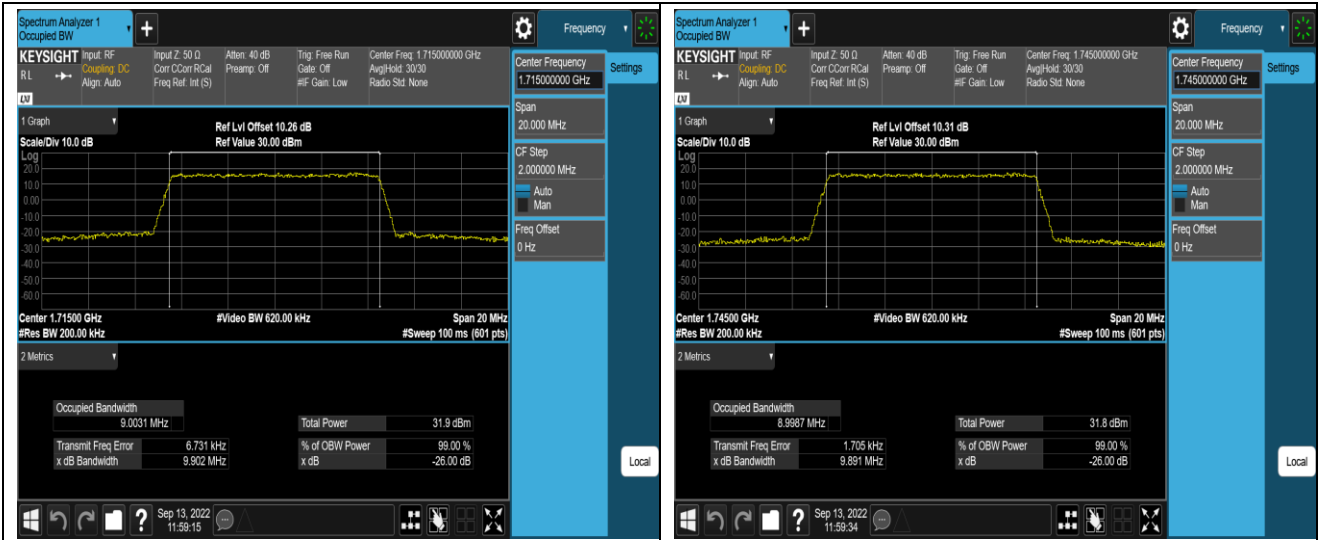 Spectrum Analyzer 1
Occupied BW
+
Frequency
KEYSIGHT Input: RF Input Z: 50 Ω Atten: 40 dB Trig: Free Run Center Freq: 1.715000000 GHz
Coupling: DC Corr CCorr RCal Preamp: Off Gate: Off Avg|Hold: 30/30
RL Align: Auto Freq Ref: Int (S) #IF Gain: Low Radio Std: None
LXI
Center Frequency
1.715000000 GHz
Settings
Span
20.000 MHz
CF Step
2.000000 MHz
Auto
Man
Freq Offset
0 Hz
1 Graph
Ref Lvl Offset 10.26 dB
Scale/Div 10.0 dB Ref Value 30.00 dBm
Log
20.0
10.0
0.00
-10.0
-20.0
-30.0
-40.0
-50.0
-60.0
Center 1.71500 GHz #Video BW 620.00 kHz Span 20 MHz
#Res BW 200.00 kHz #Sweep 100 ms (601 pts)
2 Metrics
Occupied Bandwidth
9.0031 MHz Total Power 31.9 dBm
Transmit Freq Error 6.731 kHz % of OBW Power 99.00 %
x dB Bandwidth 9.902 MHz x dB -26.00 dB
Local
? Sep 13, 2022
11:59:15
Spectrum Analyzer 1
Occupied BW
+
Frequency
KEYSIGHT Input: RF Input Z: 50 Ω Atten: 40 dB Trig: Free Run Center Freq: 1.745000000 GHz
Coupling: DC Corr CCorr RCal Preamp: Off Gate: Off Avg|Hold: 30/30
RL Align: Auto Freq Ref: Int (S) #IF Gain: Low Radio Std: None
LXI
Center Frequency
1.745000000 GHz
Settings
Span
20.000 MHz
CF Step
2.000000 MHz
Auto
Man
Freq Offset
0 Hz
1 Graph
Ref Lvl Offset 10.31 dB
Scale/Div 10.0 dB Ref Value 30.00 dBm
Log
20.0
10.0
0.00
-10.0
-20.0
-30.0
-40.0
-50.0
-60.0
Center 1.74500 GHz #Video BW 620.00 kHz Span 20 MHz
#Res BW 200.00 kHz #Sweep 100 ms (601 pts)
2 Metrics
Occupied Bandwidth
8.9987 MHz Total Power 31.8 dBm
Transmit Freq Error 1.705 kHz % of OBW Power 99.00 %
x dB Bandwidth 9.891 MHz x dB -26.00 dB
Local
? Sep 13, 2022
11:59:34